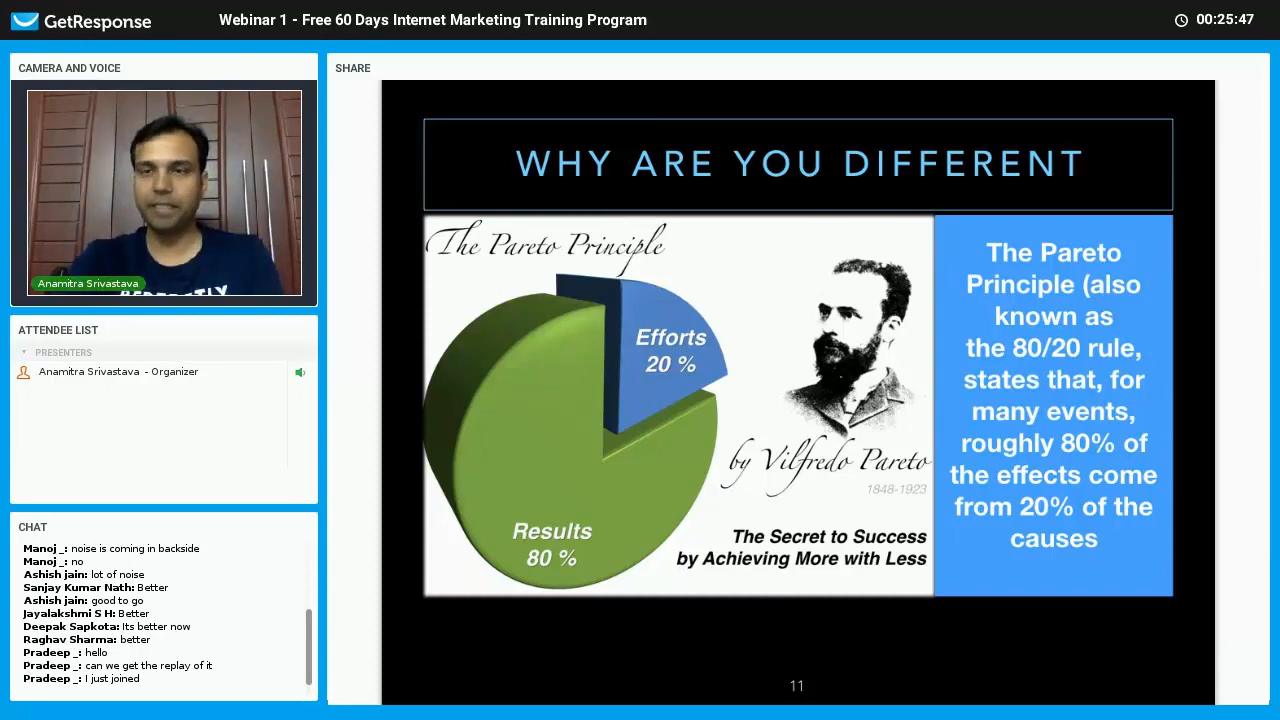 GetResponse
Webinar 1 - Free 60 Days Internet Marketing Training Program
00:25:47
CAMERA AND VOICE
Anamitra Srivastava
ATTENDEE LIST
PRESENTERS
Anamitra Srivastava - Organizer
CHAT
Manoj _: noise is coming in backside
Manoj _: no
Ashish jain: lot of noise
Sanjay Kumar Nath: Better
Ashish jain: good to go
Jayalakshmi S H: Better
Deepak Sapkota: Its better now
Raghav Sharma: better
Pradeep _: hello
Pradeep _: can we get the replay of it
Pradeep _: I just joined
SHARE
WHY ARE YOU DIFFERENT
The Pareto Principle
Efforts
20 %
Results
80 %
by Vilfredo Pareto
1848-1923
The Secret to Success
by Achieving More with Less
The Pareto
Principle (also
known as
the 80/20 rule,
states that, for
many events,
roughly 80% of
the effects come
from 20% of the
causes
11